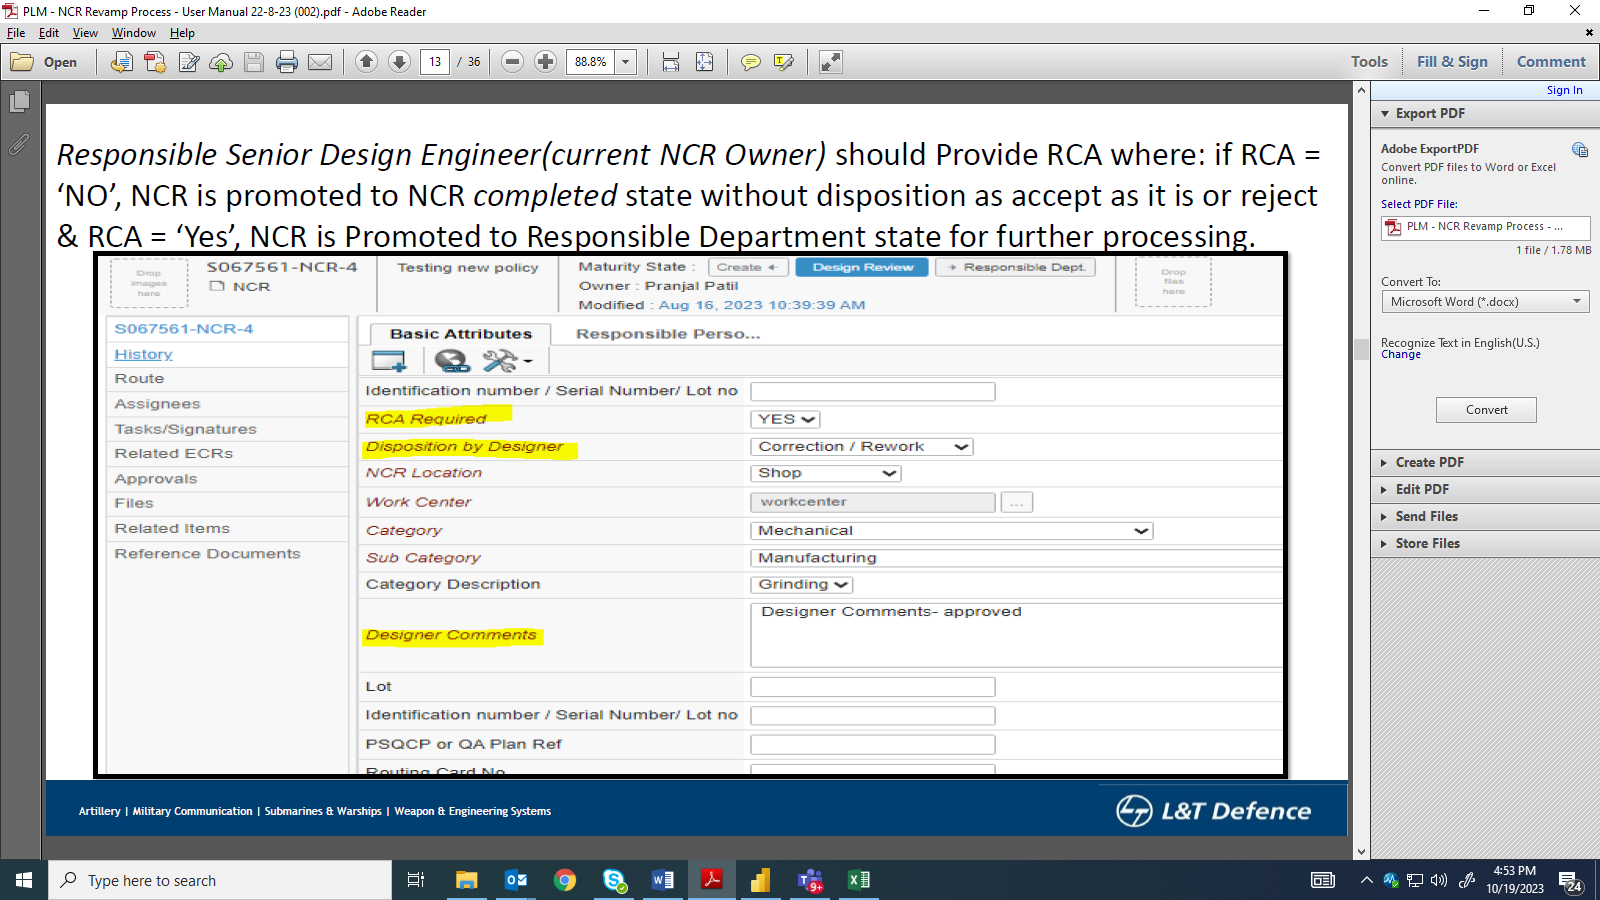 PLM - NCR Revamp Process - User Manual 22-8-23 (002).pdf - Adobe Reader
File Edit View Window Help
Open 13 / 36 88.8% Tools Fill & Sign Comment
Sign In
Responsible Senior Design Engineer(current NCR Owner) should Provide RCA where: if RCA =
‘NO’, NCR is promoted to NCR completed state without disposition as accept as it is or reject
& RCA = ‘Yes’, NCR is Promoted to Responsible Department state for further processing.
Drop
images
here
S067561-NCR-4
NCR
Testing new policy
Maturity State : Create Design Review Responsible Dept.
Owner : Pranjal Patil
Modified : Aug 16, 2023 10:39:39 AM
Drop
files
here
S067561-NCR-4
History
Route
Assignees
Tasks/Signatures
Related ECRs
Approvals
Files
Related Items
Reference Documents
Basic Attributes Responsible Perso...
Identification number / Serial Number/ Lot no
RCA Required YES
Disposition by Designer Correction / Rework
NCR Location Shop
Work Center workcenter ...
Category Mechanical
Sub Category Manufacturing
Category Description Grinding
Designer Comments Designer Comments- approved
Lot
Identification number / Serial Number/ Lot no
PSQCP or QA Plan Ref
Routing Card No
Artillery | Military Communication | Submarines & Warships | Weapon & Engineering Systems
L&T Defence
Export PDF
Adobe ExportPDF
Convert PDF files to Word or Excel
online.
Select PDF File:
PLM - NCR Revamp Process - ...
1 file / 1.78 MB
Convert To:
Microsoft Word (*.docx)
Recognize Text in English(U.S.)
Change
Convert
Create PDF
Edit PDF
Send Files
Store Files
Type here to search
9+
4:53 PM
10/19/2023
24